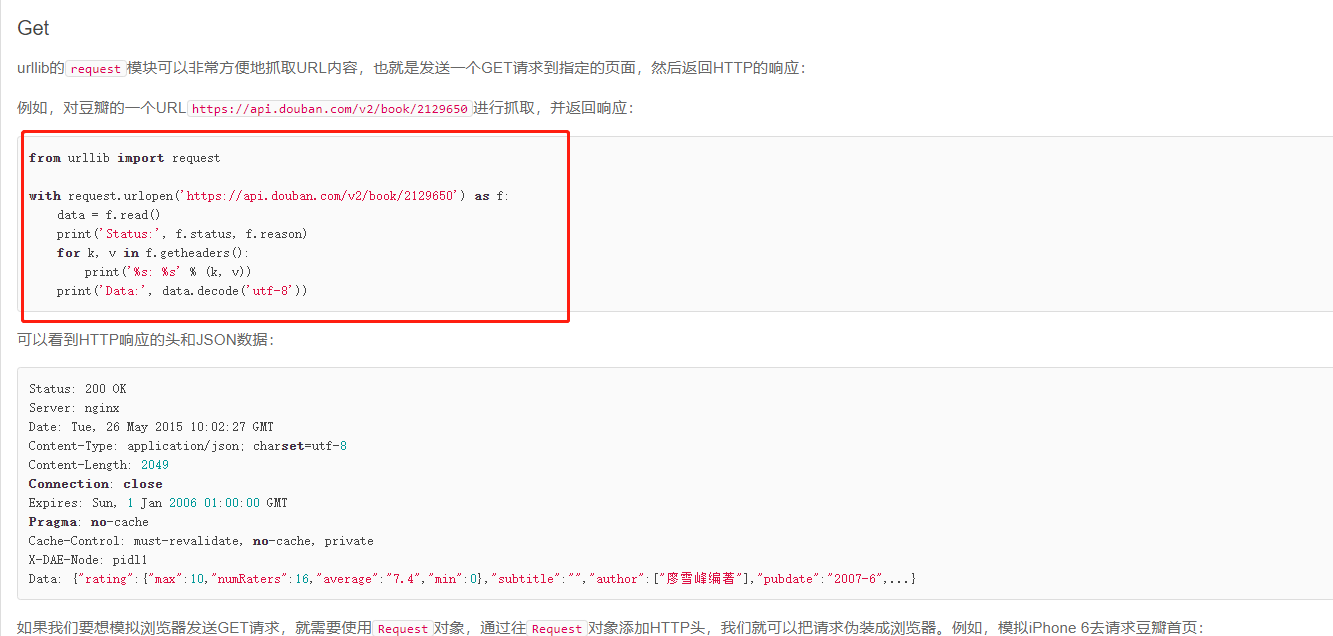 Get
urllib的request模块可以非常方便地抓取URL内容，也就是发送一个GET请求到指定的页面，然后返回HTTP的响应：
例如，对豆瓣的一个URLhttps://api.douban.com/v2/book/2129650进行抓取，并返回响应：
from urllib import request
with request.urlopen('https://api.douban.com/v2/book/2129650') as f:
    data = f.read()
    print('Status:', f.status, f.reason)
    for k, v in f.getheaders():
        print('%s: %s' % (k, v))
    print('Data:', data.decode('utf-8'))
可以看到HTTP响应的头和JSON数据：
Status: 200 OK
Server: nginx
Date: Tue, 26 May 2015 10:02:27 GMT
Content-Type: application/json; charset=utf-8
Content-Length: 2049
Connection: close
Expires: Sun, 1 Jan 2006 01:00:00 GMT
Pragma: no-cache
Cache-Control: must-revalidate, no-cache, private
X-DAE-Node: pidl1
Data: {"rating":{"max":10,"numRaters":16,"average":"7.4","min":0},"subtitle":"","author":["廖雪峰编著"],"pubdate":"2007-6",...}
如果我们要想模拟浏览器发送GET请求，就需要使用Request对象，通过往Request对象添加HTTP头，我们就可以把请求伪装成浏览器。例如，模拟iPhone 6去请求豆瓣首页：